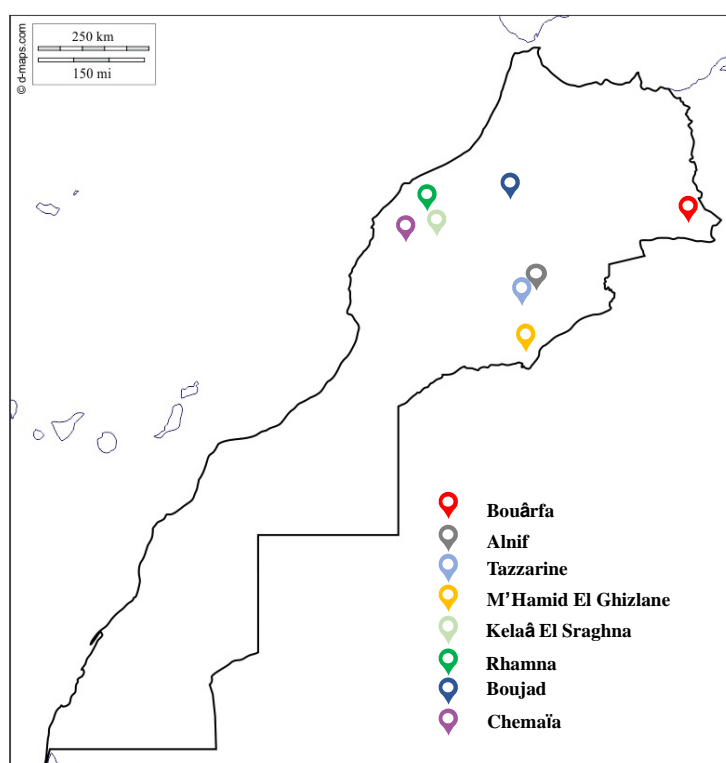 250 km
150 mi
© d-maps.com
Bouârfa
Alnif
Tazzarine
M’Hamid El Ghizlane
Kelaâ El Sraghna
Rhamna
Boujad
Chemaïa